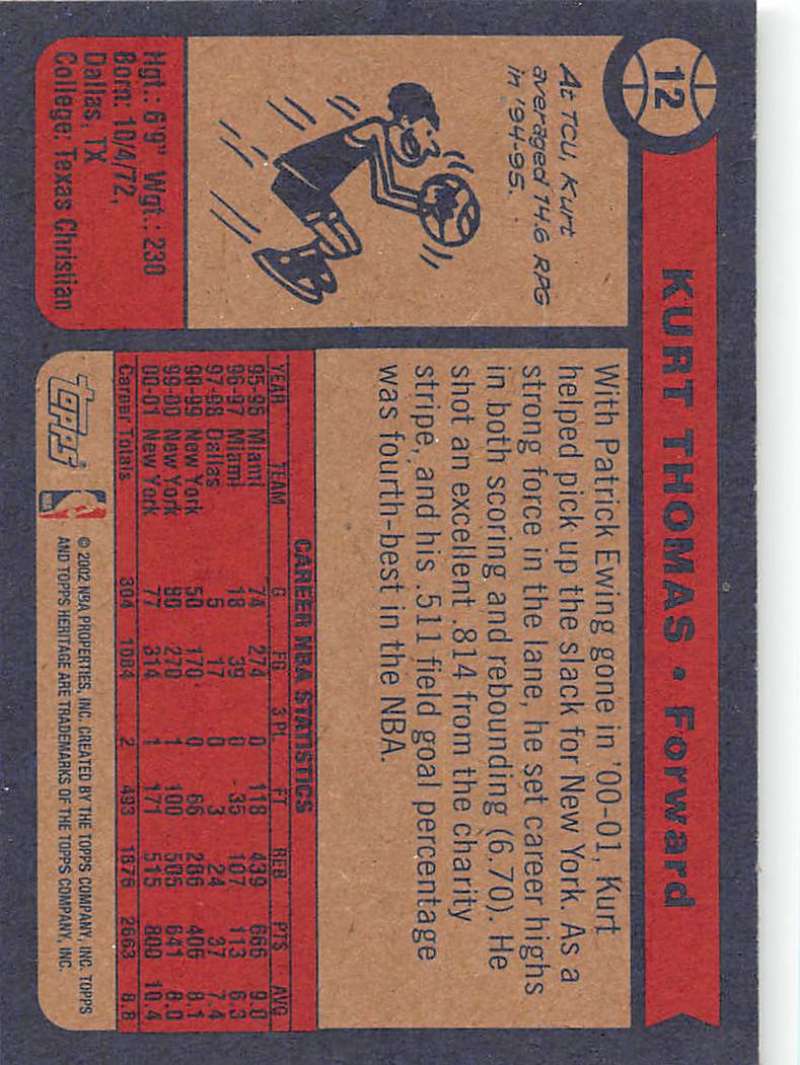 12
KURT THOMAS • Forward
At TCU, Kurt
averaged 14.6 RPG
in '94-95.
Hgt.: 6'9" Wgt.: 230
Born: 10/4/72,
Dallas, TX
College: Texas Christian
With Patrick Ewing gone in '00-01, Kurt
helped pick up the slack for New York. As a
strong force in the lane, he set career highs
in both scoring and rebounding (6.70). He
shot an excellent .814 from the charity
stripe, and his .511 field goal percentage
was fourth-best in the NBA.
CAREER NBA STATISTICS
YEAR TEAM G FG 3 PT. FT REB PTS AVG
95-96 Miami 74 274 0 118 439 666 9.0
96-97 Miami 18 39 0 35 107 113 6.3
97-98 Dallas 5 17 0 3 24 37 7.4
98-99 New York 50 170 0 66 286 406 8.1
99-00 New York 80 270 1 100 505 641 8.0
00-01 New York 77 314 1 171 515 800 10.4
Career Totals 304 1084 2 493 1876 2663 8.8
topps®
NBA
© 2002 NBA PROPERTIES, INC. CREATED BY THE TOPPS COMPANY, INC. TOPPS
AND TOPPS HERITAGE ARE TRADEMARKS OF THE TOPPS COMPANY, INC.